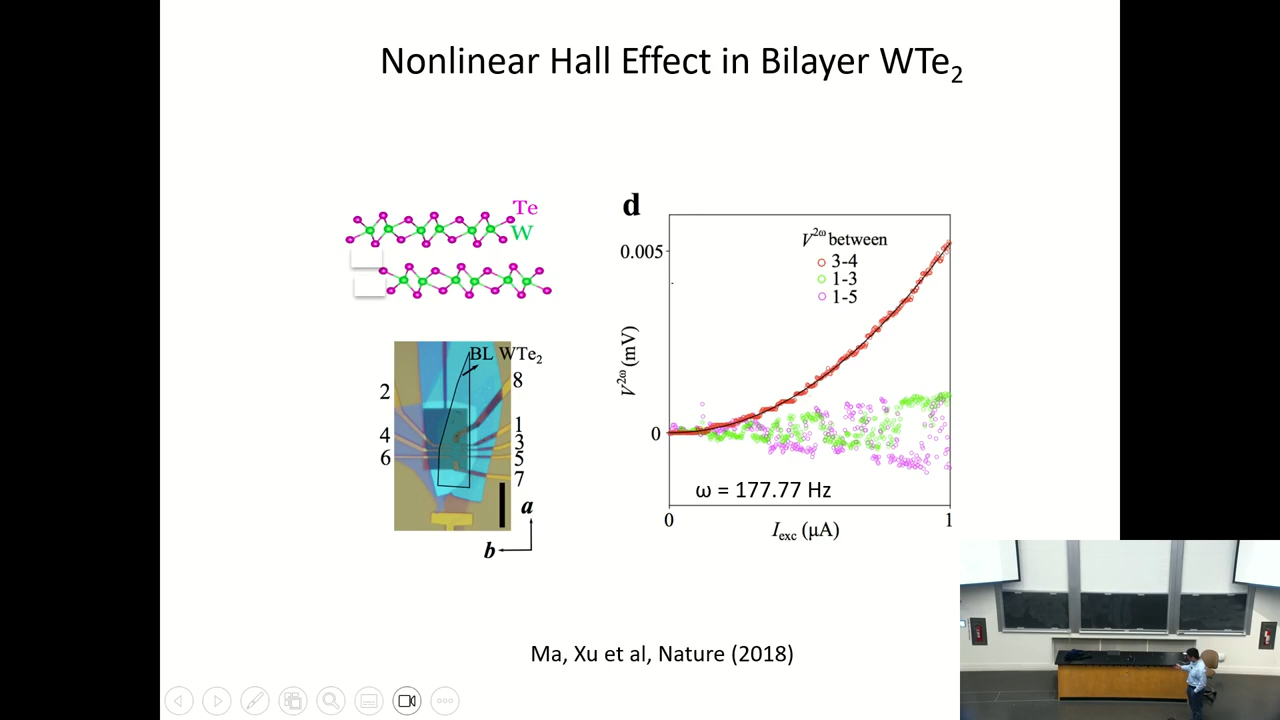 Nonlinear Hall Effect in Bilayer WTe₂
Te
W
BL WTe₂
2
8
4
1
3
6
5
7
a
b
d
V²ω between
3-4
1-3
1-5
0.005
0
V²ω (mV)
ω = 177.77 Hz
0
1
Iexc (μA)
Ma, Xu et al, Nature (2018)